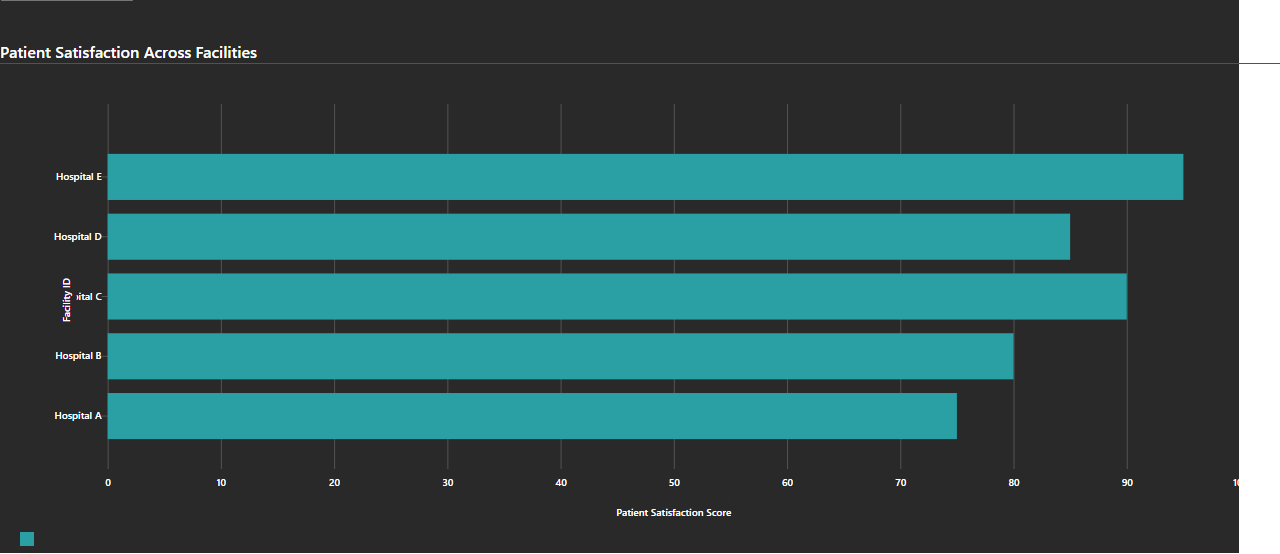 Patient Satisfaction Across Facilities
Hospital E
Hospital D
Facility ID
ital C
Hospital B
Hospital A
0 10 20 30 40 50 60 70 80 90
Patient Satisfaction Score